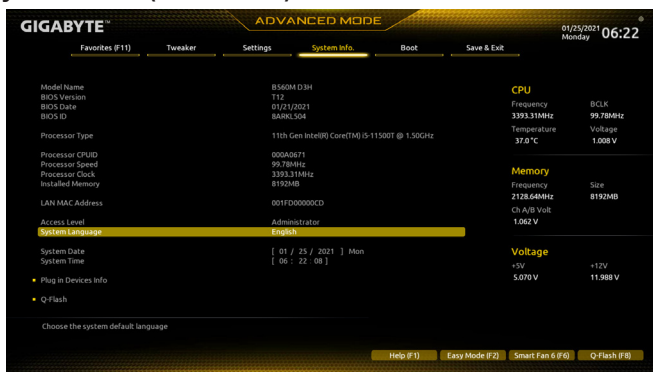 GIGABYTE™
ADVANCED MODE
01/25/2021 Monday 06:22
Favorites (F11) Tweaker Settings System Info. Boot Save & Exit
Model Name B560M D3H
BIOS Version T12
BIOS Date 01/21/2021
BIOS ID 8ARKL504
Processor Type 11th Gen Intel(R) Core(TM) i5-11500T @ 1.50GHz
Processor CPUID 000A0671
Processor Speed 99.78MHz
Processor Clock 3393.31MHz
Installed Memory 8192MB
LAN MAC Address 001FD00000CD
Access Level Administrator
System Language English
System Date [ 01 / 25 / 2021 ] Mon
System Time [ 06 : 22 : 08 ]
Plug in Devices Info
Q-Flash
Choose the system default language
CPU
Frequency BCLK
3393.31MHz 99.78MHz
Temperature Voltage
37.0 °C 1.008 V
Memory
Frequency Size
2128.64MHz 8192MB
Ch A/B Volt
1.062 V
Voltage
+5V +12V
5.070 V 11.988 V
Help (F1) Easy Mode (F2) Smart Fan 6 (F6) Q-Flash (F8)